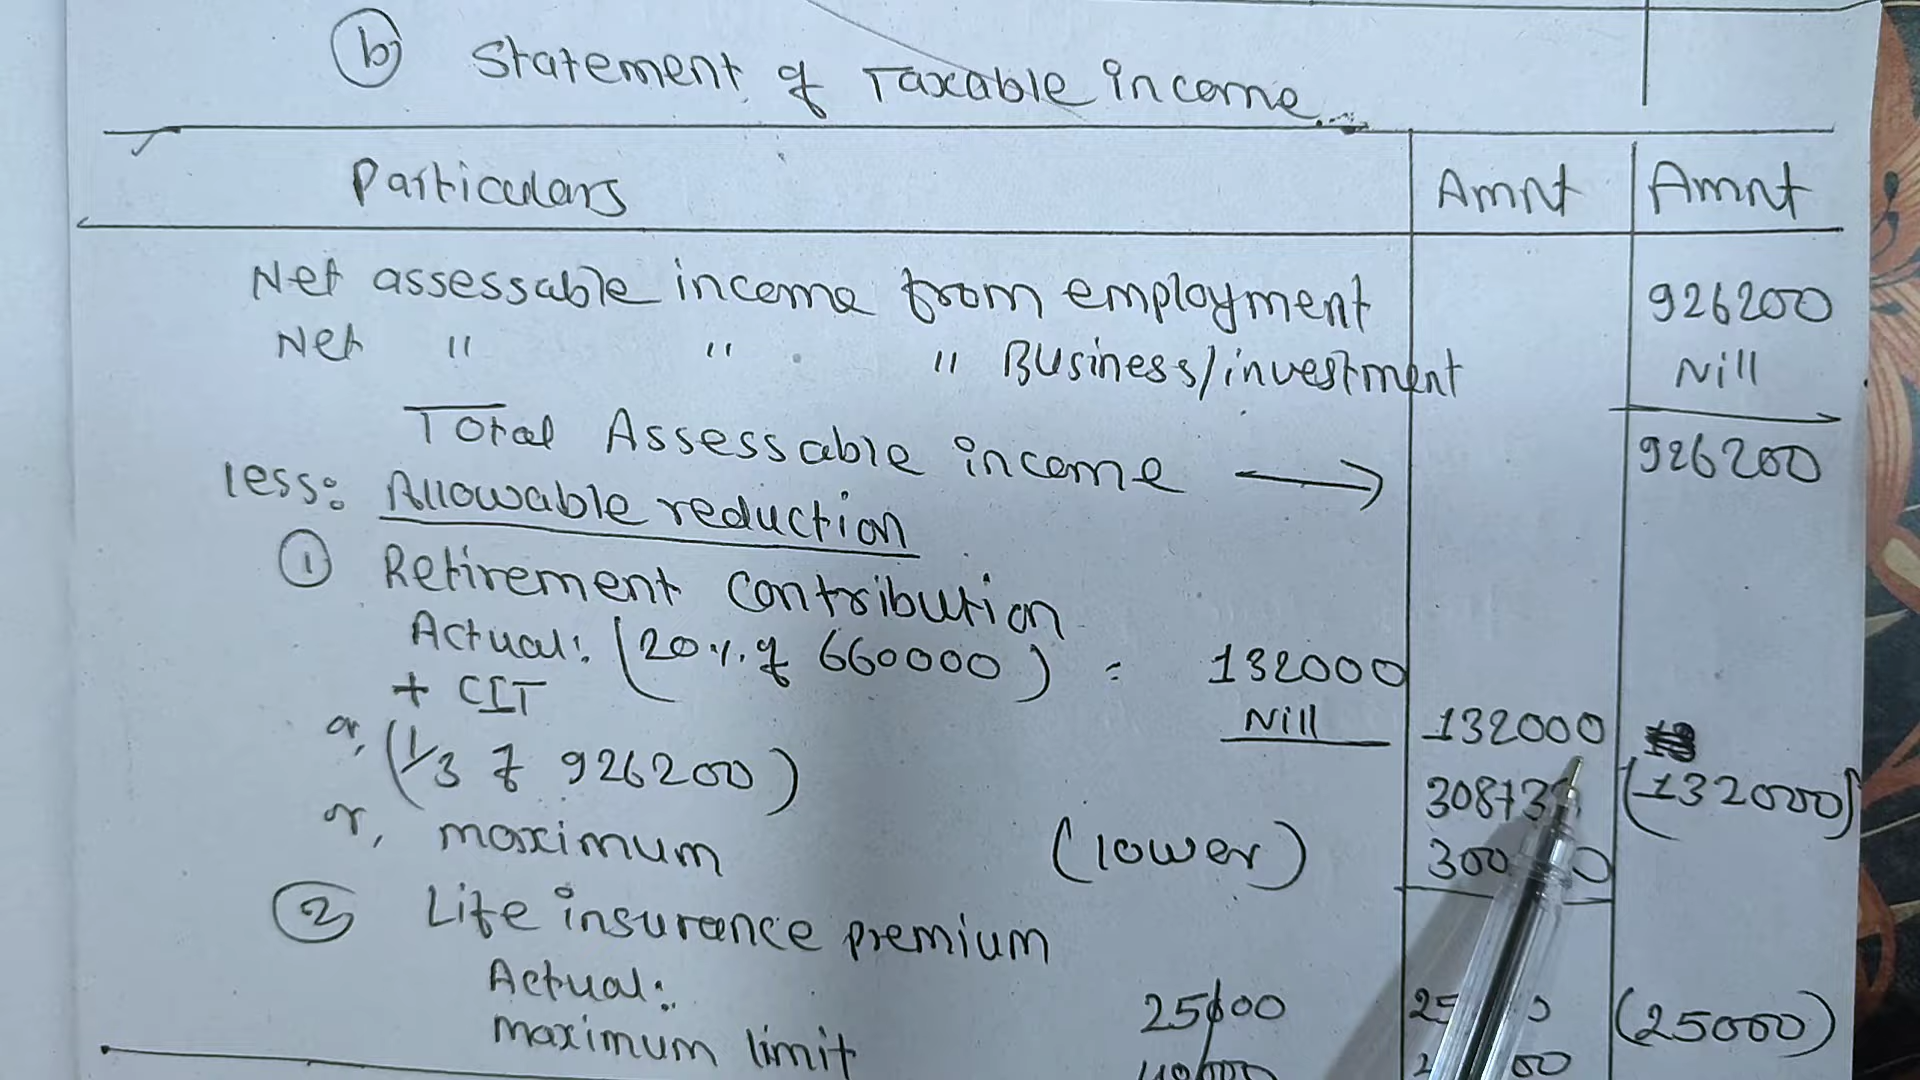 b) Statement of Taxable income
Particulars Amnt Amnt
Net assessable income from employment 926200
Net " " " Business/investment Nill
Total Assessable income → 926200
less: Allowable reduction
① Retirement contribution
Actual: (20% of 660000) = 132000
+ CIT Nill 132000
or, (1/3 of 926200) (132000)
or, maximum (lower)
② Life insurance premium
Actual: 25000 (25000)
maximum limit